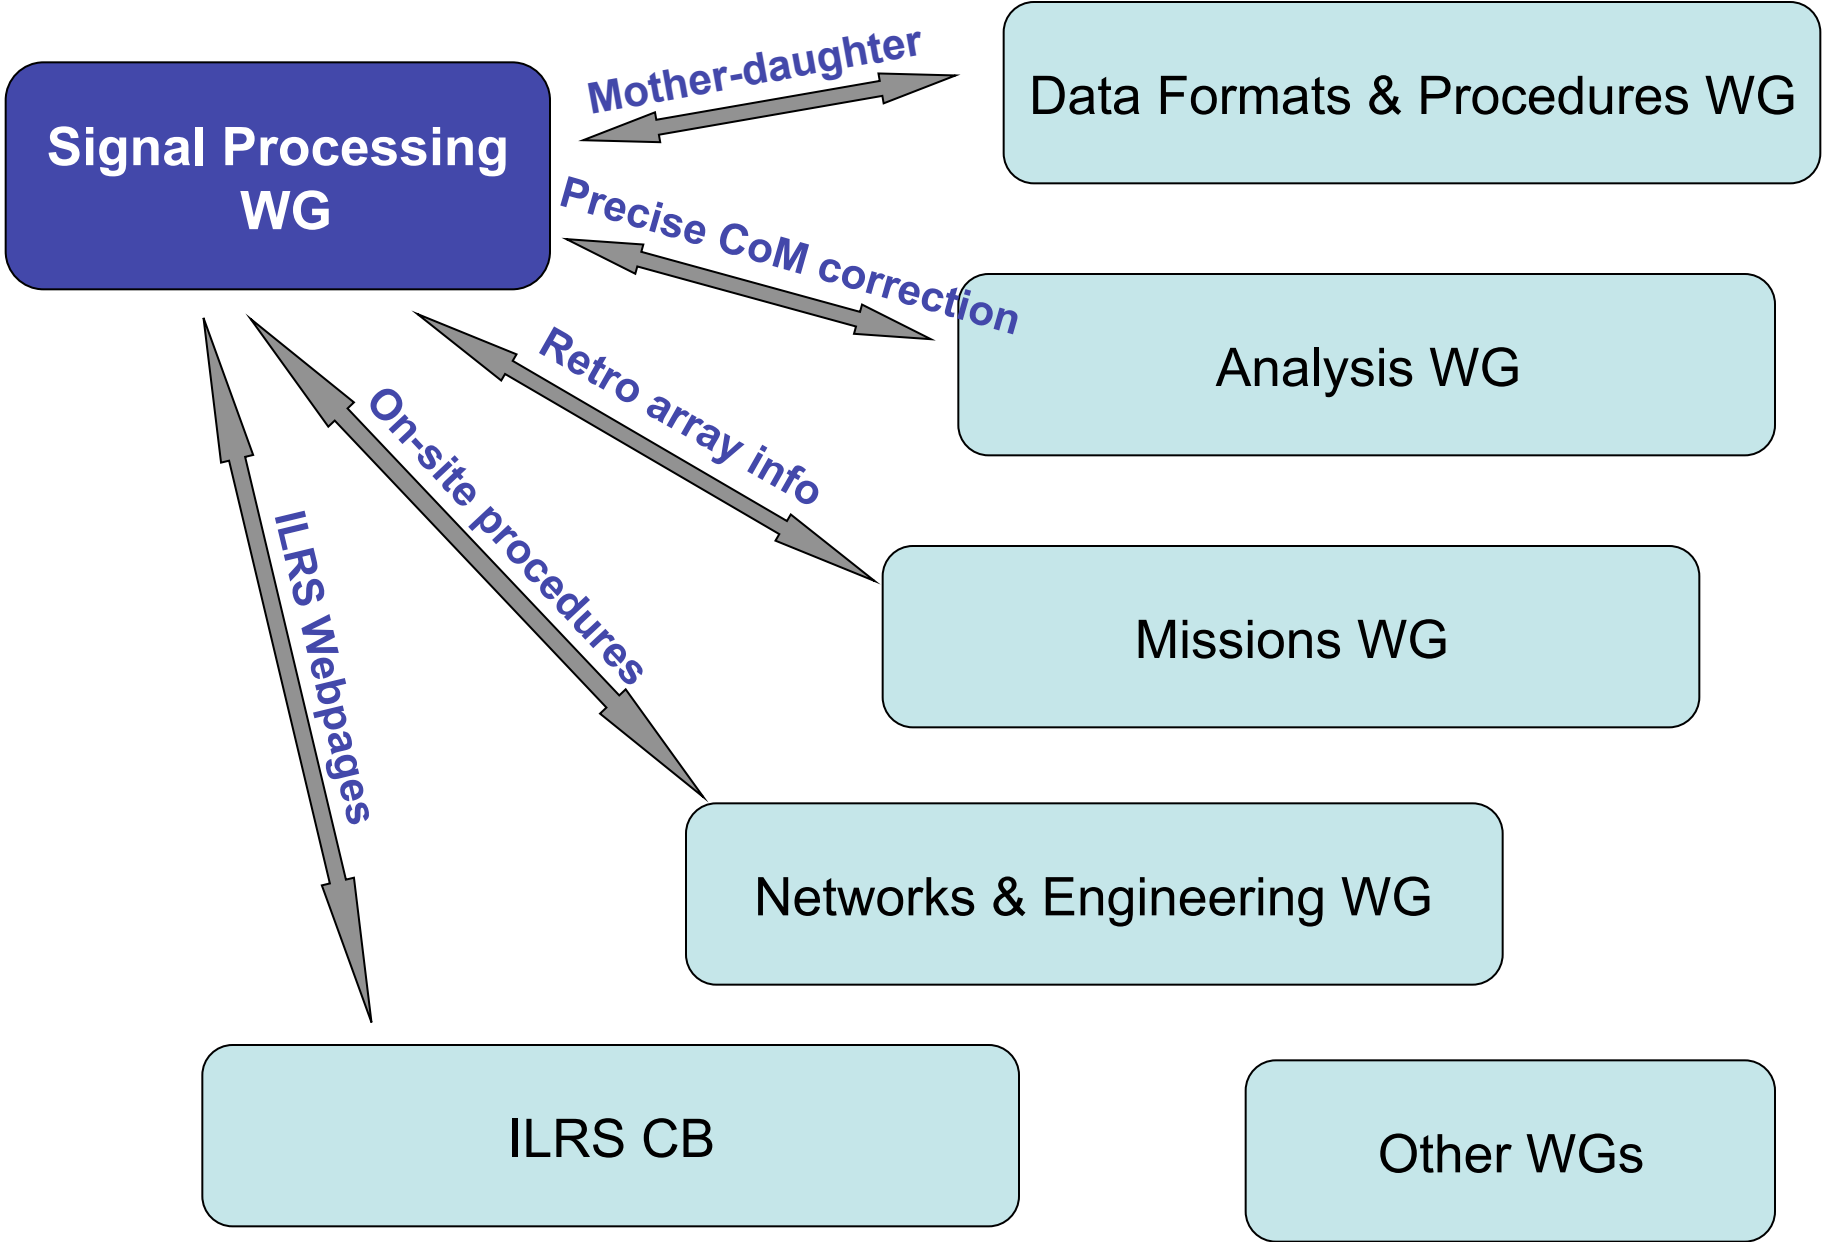 Signal Processing
WG
Mother-daughter
Data Formats & Procedures WG
Precise CoM correction
Analysis WG
Retro array info
Missions WG
On-site procedures
Networks & Engineering WG
ILRS Webpages
ILRS CB
Other WGs